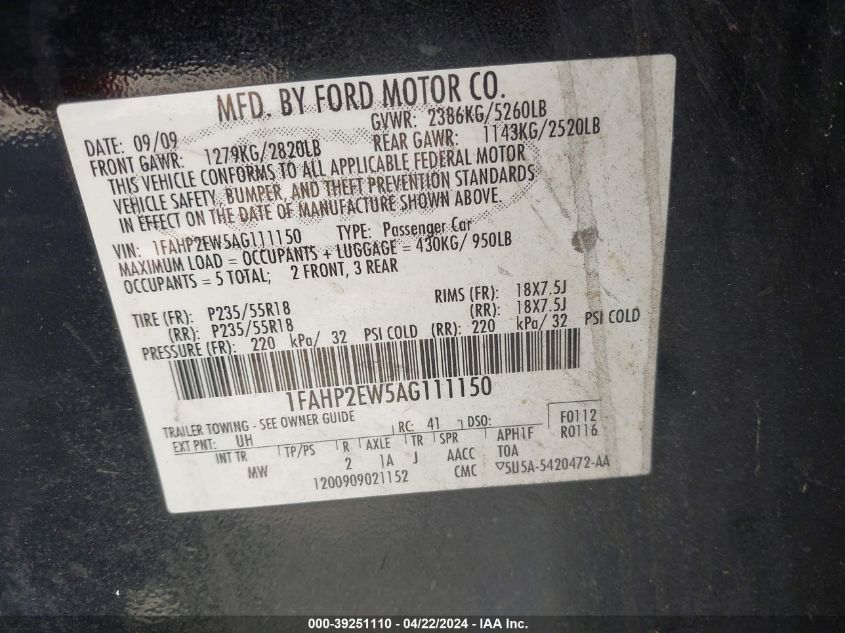 MFD. BY FORD MOTOR CO.
DATE: 09/09 GVWR: 2386KG/5260LB
FRONT GAWR: 1279KG/2820LB REAR GAWR: 1143KG/2520LB
THIS VEHICLE CONFORMS TO ALL APPLICABLE FEDERAL MOTOR
VEHICLE SAFETY, BUMPER, AND THEFT PREVENTION STANDARDS
IN EFFECT ON THE DATE OF MANUFACTURE SHOWN ABOVE.
VIN: 1FAHP2EW5AG111150 TYPE: Passenger Car
MAXIMUM LOAD = OCCUPANTS + LUGGAGE = 430KG/ 950LB
OCCUPANTS = 5 TOTAL; 2 FRONT, 3 REAR
TIRE (FR): P235/55R18 RIMS (FR): 18X7.5J
(RR): P235/55R18 (RR): 18X7.5J
PRESSURE (FR): 220 kPa/ 32 PSI COLD (RR): 220 kPa/ 32 PSI COLD
1FAHP2EW5AG111150
TRAILER TOWING - SEE OWNER GUIDE RC: 41 DSO: F0112
EXT PNT: UH R0116
INT TR TP/PS R AXLE TR SPR APH1F
MW 2 1A J AACC TOA
1200909021152 CMC ▽5U5A-5420472-AA
000-39251110 - 04/22/2024 - IAA Inc.